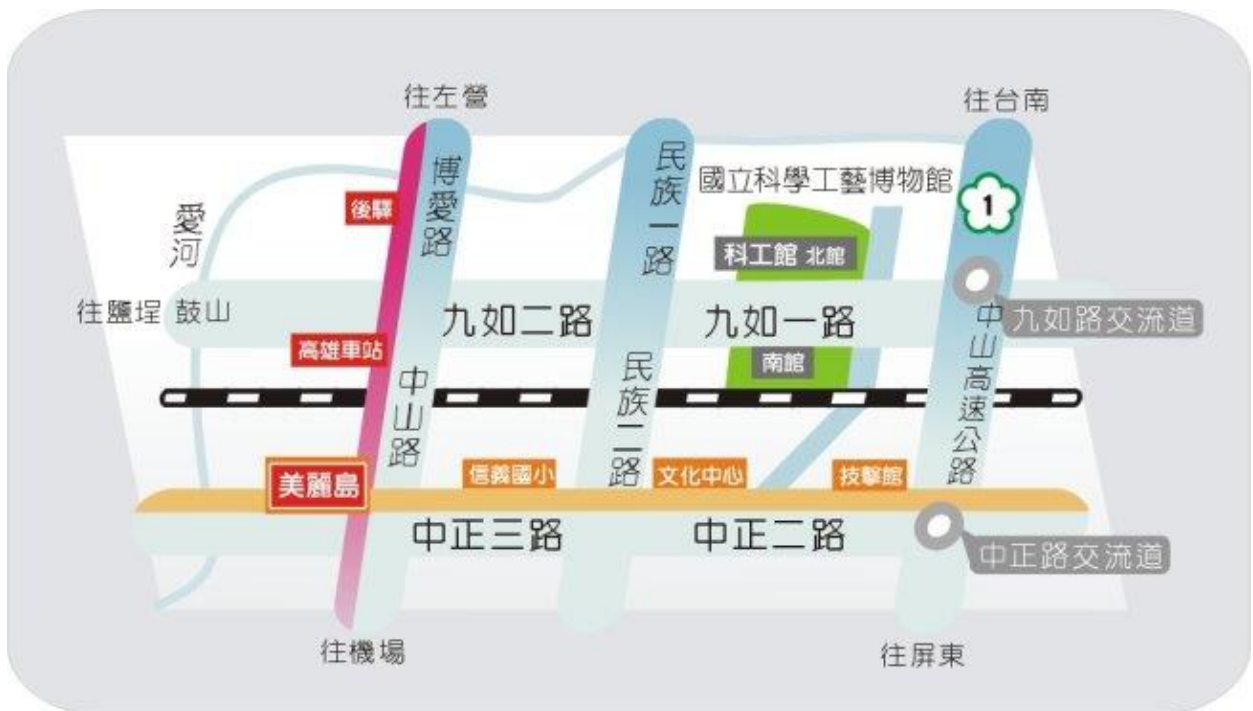 往左營
往台南
博愛路
民族一路
國立科學工藝博物館
1
後驛
愛河
科工館 北館
往鹽埕 鼓山
九如二路
九如一路
九如路交流道
高雄車站
南館
中山路
民族二路
中山高速公路
美麗島
信義國小
文化中心
技擊館
中正三路
中正二路
中正路交流道
往機場
往屏東